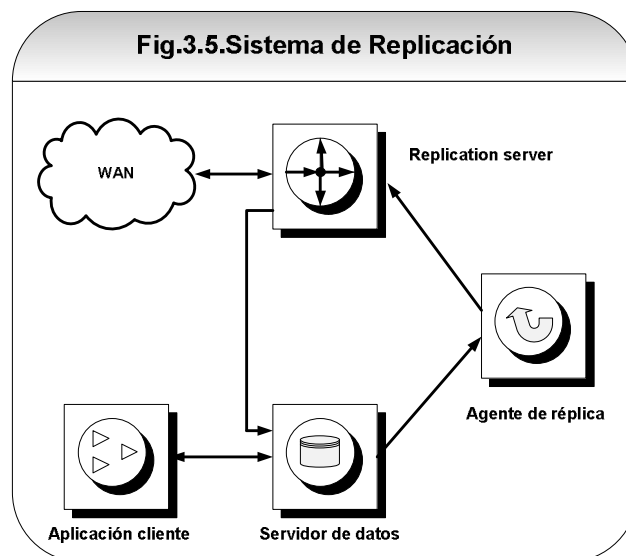 Fig.3.5.Sistema de Replicación
WAN
Replication server
Agente de réplica
Aplicación cliente
Servidor de datos